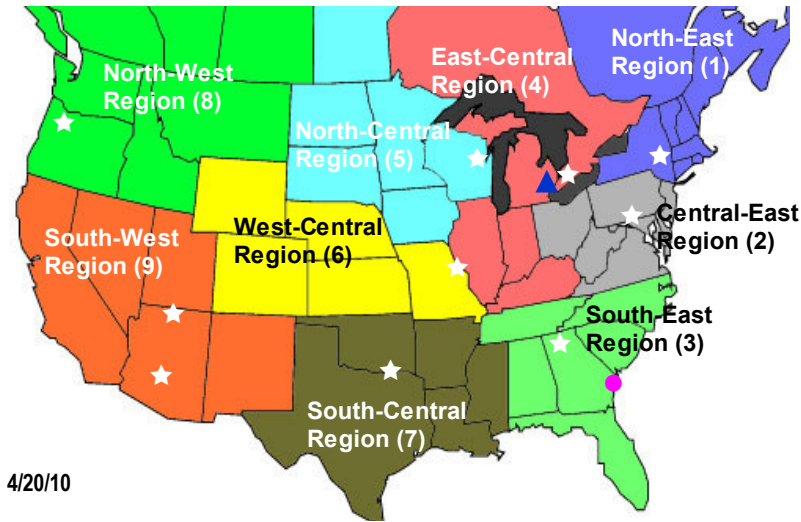 North-East
Region (1)
East-Central
Region (4)
North-West
Region (8)
North-Central
Region (5)
Central-East
Region (2)
West-Central
Region (6)
South-West
Region (9)
South-East
Region (3)
South-Central
Region (7)
4/20/10